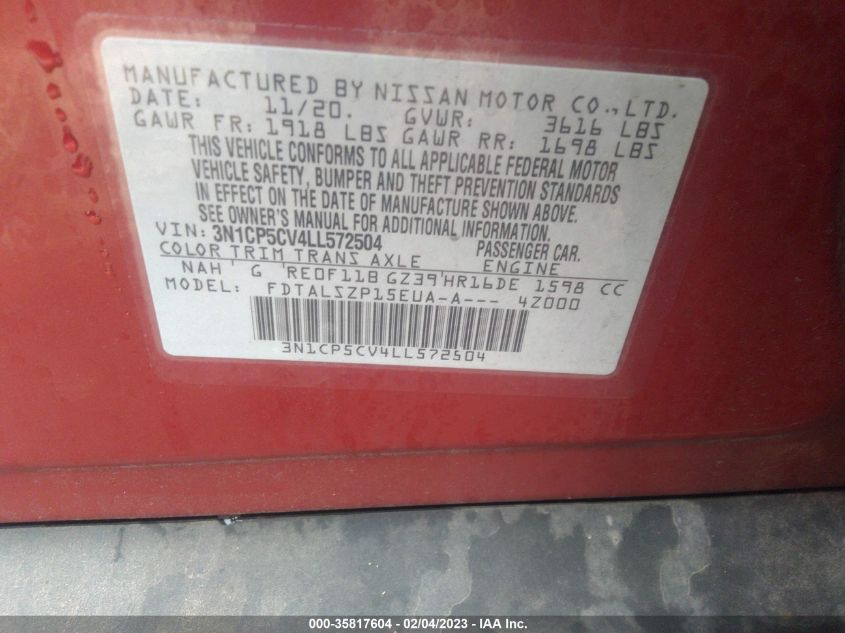 MANUFACTURED BY NISSAN MOTOR CO., LTD.
DATE: 11/20. GVWR: 3616 LBS
GAWR FR: 1918 LBS GAWR RR: 1698 LBS
THIS VEHICLE CONFORMS TO ALL APPLICABLE FEDERAL MOTOR
VEHICLE SAFETY, BUMPER AND THEFT PREVENTION STANDARDS
IN EFFECT ON THE DATE OF MANUFACTURE SHOWN ABOVE.
SEE OWNER'S MANUAL FOR ADDITIONAL INFORMATION.
VIN: 3N1CP5CV4LL572504 PASSENGER CAR.
COLOR TRIM TRANS AXLE ENGINE
NAH G RE0F11B GZ39 HR16DE 1598 CC
MODEL: FDTALSZP15EUA-A--- 4Z000
3N1CP5CV4LL572504
000-35817604 - 02/04/2023 - IAA Inc.